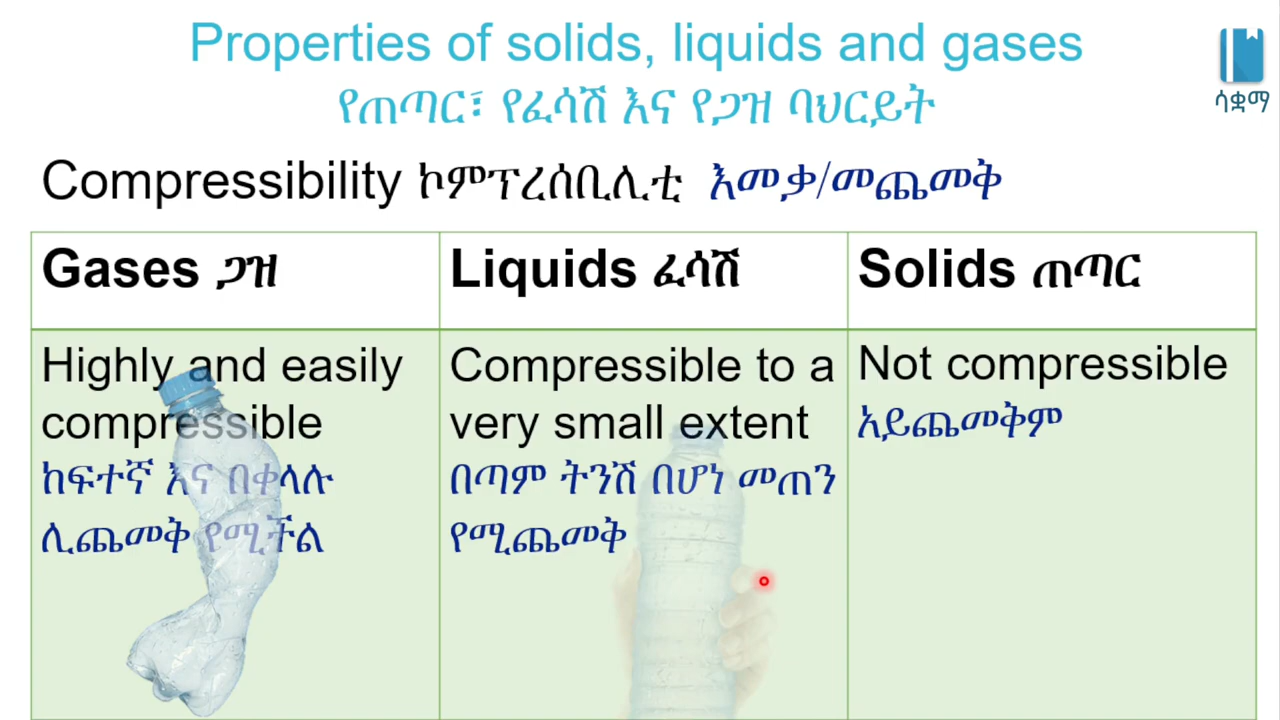 Properties of solids, liquids and gases
የጠጣር፣ የፈሳሽ እና የጋዝ ባህርይት
ሳቋማ
Compressibility ኮምፕረሰቢሊቲ እመቃ/መጨመቅ
Gases ጋዝ
Liquids ፈሳሽ
Solids ጠጣር
Highly and easily
compressible
ከፍተኛ እና በቀላሉ
ሊጨመቅ የሚችል
Compressible to a
very small extent
በጣም ትንሽ በሆነ መጠን
የሚጨመቅ
Not compressible
አይጨመቅም